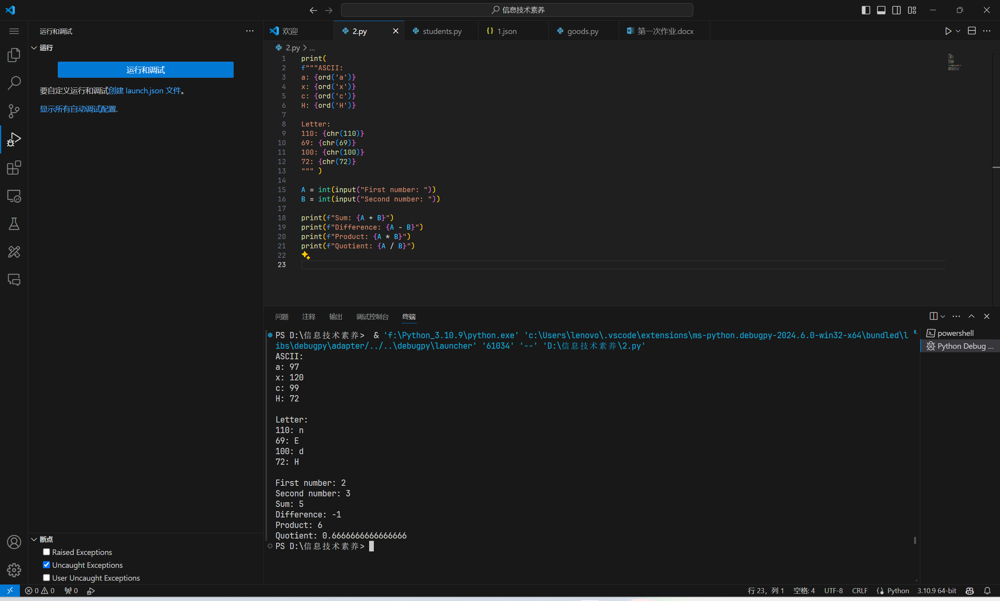 信息技术素养
运行和调试
运行
运行和调试
要自定义运行和调试创建 launch.json 文件。
显示所有自动调试配置.
欢迎
2.py
students.py
{} 1.json
goods.py
第一次作业.docx
2.py > ...
1 print(
2 f"""ASCII:
3 a: {ord('a')}
4 x: {ord('x')}
5 c: {ord('c')}
6 H: {ord('H')}
7
8 Letter:
9 110: {chr(110)}
10 69: {chr(69)}
11 100: {chr(100)}
12 72: {chr(72)}
13 """ )
14
15 A = int(input("First number: "))
16 B = int(input("Second number: "))
17
18 print(f"Sum: {A + B}")
19 print(f"Difference: {A - B}")
20 print(f"Product: {A * B}")
21 print(f"Quotient: {A / B}")
22
23
问题 注释 输出 调试控制台 终端
PS D:\信息技术素养>  & 'f:\Python_3.10.9\python.exe' 'c:\Users\lenovo\.vscode\extensions\ms-python.debugpy-2024.6.0-win32-x64\bundled\l
ibs\debugpy\adapter/../..\debugpy\launcher' '61034' '--' 'D:\信息技术素养\2.py'
ASCII:
a: 97
x: 120
c: 99
H: 72
Letter:
110: n
69: E
100: d
72: H
First number: 2
Second number: 3
Sum: 5
Difference: -1
Product: 6
Quotient: 0.6666666666666666
PS D:\信息技术素养>
powershell
Python Debug ...
断点
Raised Exceptions
Uncaught Exceptions
User Uncaught Exceptions
0 0 0
行 23，列 1 空格: 4 UTF-8 CRLF Python 3.10.9 64-bit